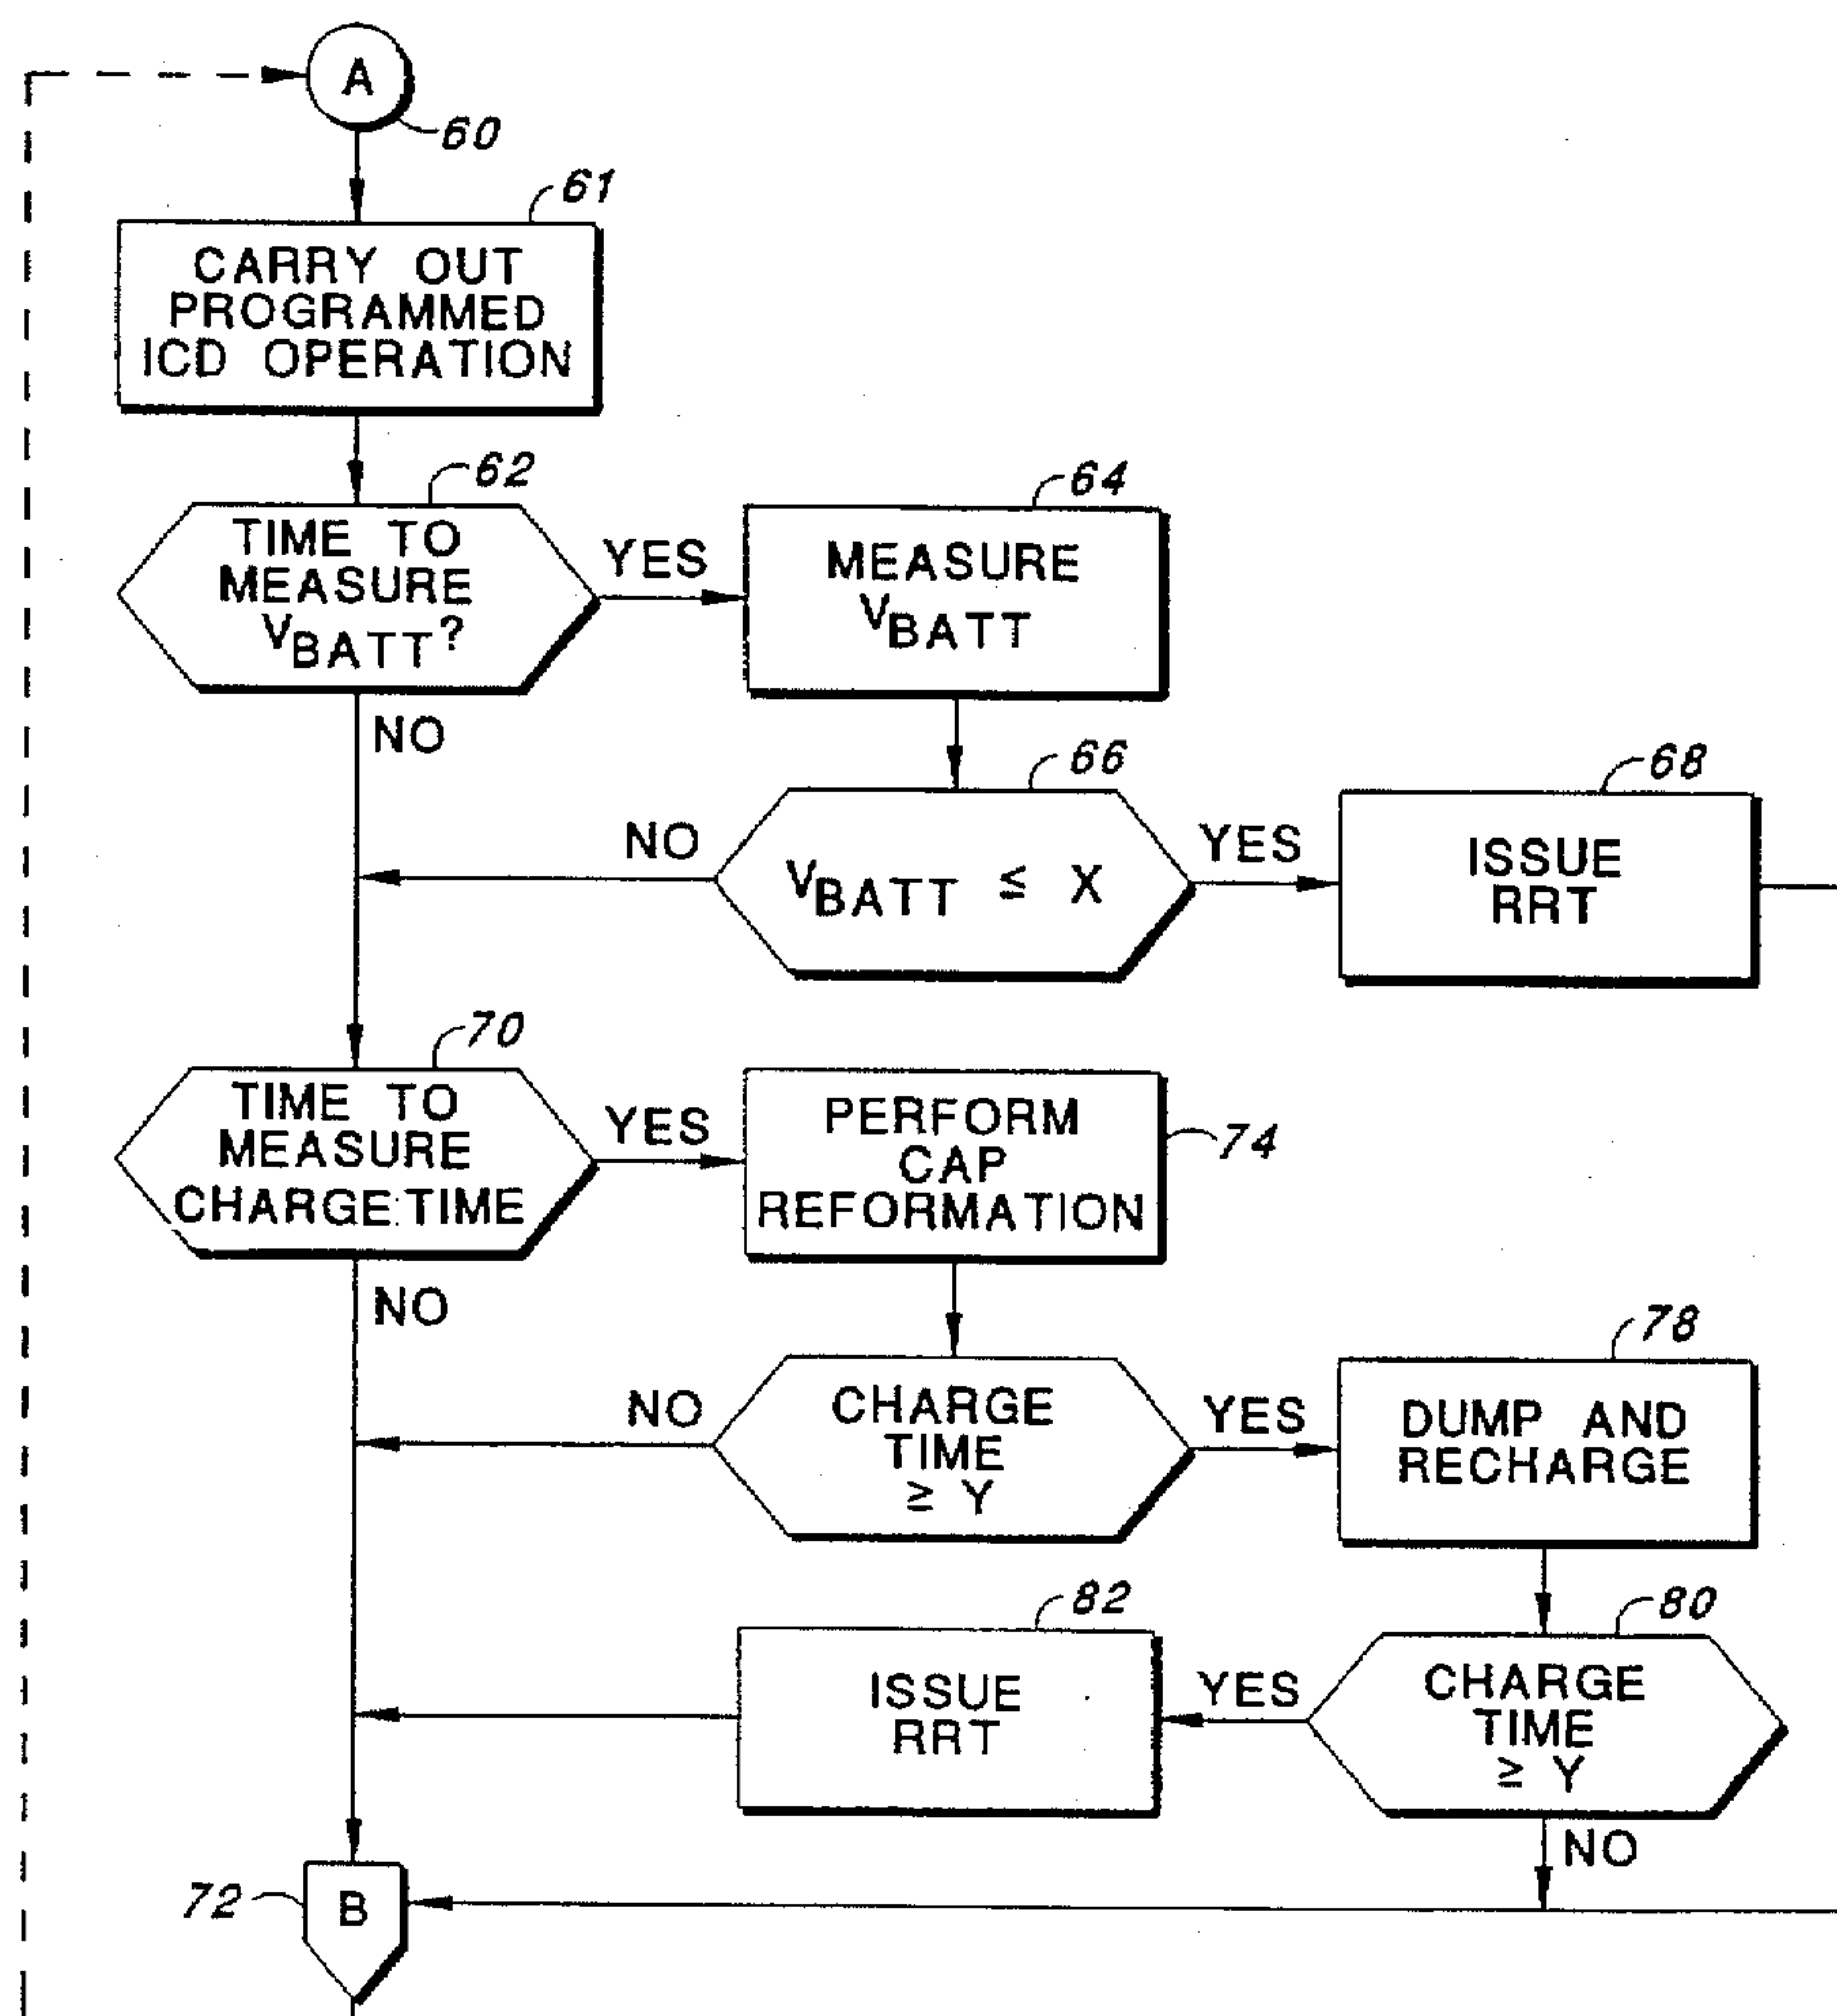 A
60
61
CARRY OUT
PROGRAMMED
ICD OPERATION
62
TIME TO
MEASURE
VBATT?
YES
64
MEASURE
VBATT
NO
66
VBATT ≤ X
NO
YES
68
ISSUE
RRT
70
TIME TO
MEASURE
CHARGE TIME
YES
PERFORM
CAP
REFORMATION
74
NO
CHARGE
TIME
≥ Y
NO
YES
78
DUMP AND
RECHARGE
80
CHARGE
TIME
≥ Y
YES
82
ISSUE
RRT
NO
72
B